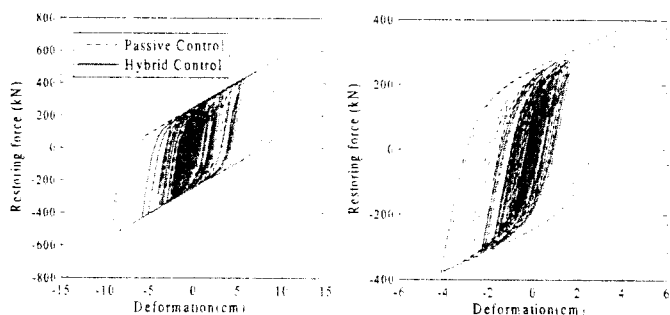 800
600
400
200
0
-200
-400
-600
-800
-15 -10 -5 0 5 10 15
Restoring force (kN)
Deformation(cm)
Passive Control
Hybrid Control
400
200
0
-200
-400
-4 -2 0 2 4 6
Restoring force (kN)
Deformation(cm)